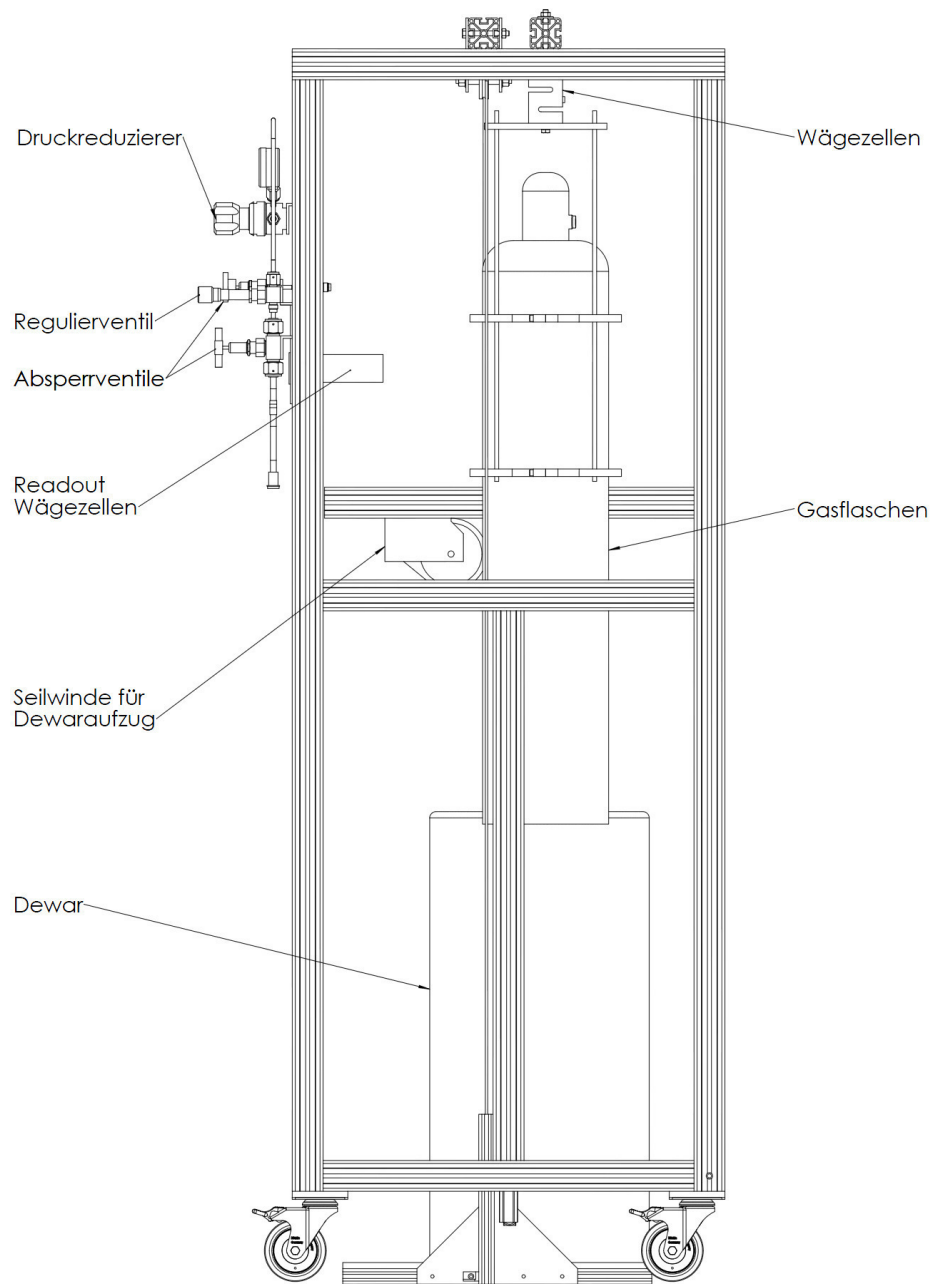 Druckreduzierer
Wägezellen
Regulierventil
Absperrventile
Readout
Wägezellen
Gasflaschen
Seilwinde für
Dewaraufzug
Dewar